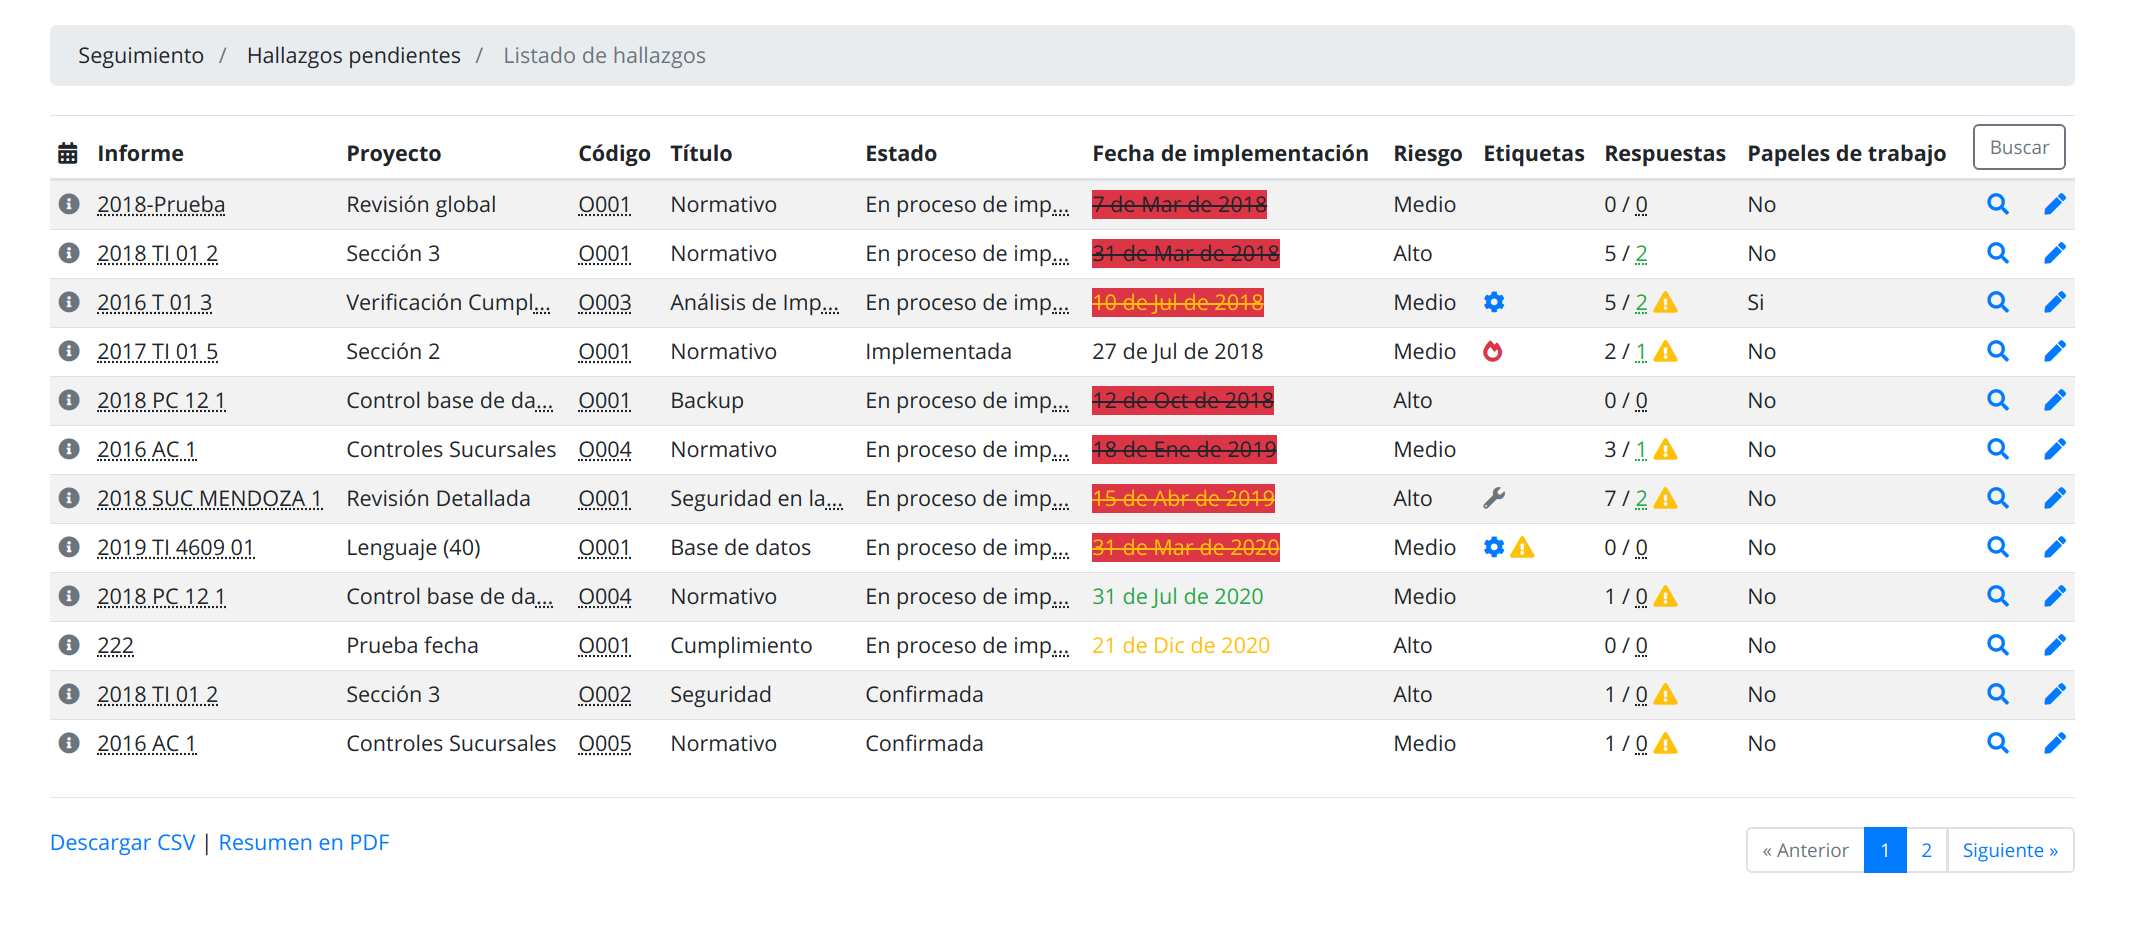 Seguimiento / Hallazgos pendientes / Listado de hallazgos
Informe Proyecto Código Título Estado Fecha de implementación Riesgo Etiquetas Respuestas Papeles de trabajo Buscar
2018-Prueba Revisión global O001 Normativo En proceso de imp... 7 de Mar de 2018 Medio 0 / 0 No
2018 TI 01 2 Sección 3 O001 Normativo En proceso de imp... 31 de Mar de 2018 Alto 5 / 2 No
2016 T 01 3 Verificación Cumpl... O003 Análisis de Imp... En proceso de imp... 10 de Jul de 2018 Medio 5 / 2 Si
2017 TI 01 5 Sección 2 O001 Normativo Implementada 27 de Jul de 2018 Medio 2 / 1 No
2018 PC 12 1 Control base de da... O001 Backup En proceso de imp... 12 de Oct de 2018 Alto 0 / 0 No
2016 AC 1 Controles Sucursales O004 Normativo En proceso de imp... 18 de Ene de 2019 Medio 3 / 1 No
2018 SUC MENDOZA 1 Revisión Detallada O001 Seguridad en la... En proceso de imp... 15 de Abr de 2019 Alto 7 / 2 No
2019 TI 4609 01 Lenguaje (40) O001 Base de datos En proceso de imp... 31 de Mar de 2020 Medio 0 / 0 No
2018 PC 12 1 Control base de da... O004 Normativo En proceso de imp... 31 de Jul de 2020 Medio 1 / 0 No
222 Prueba fecha O001 Cumplimiento En proceso de imp... 21 de Dic de 2020 Alto 0 / 0 No
2018 TI 01 2 Sección 3 O002 Seguridad Confirmada Alto 1 / 0 No
2016 AC 1 Controles Sucursales O005 Normativo Confirmada Medio 1 / 0 No
Descargar CSV | Resumen en PDF « Anterior 1 2 Siguiente »